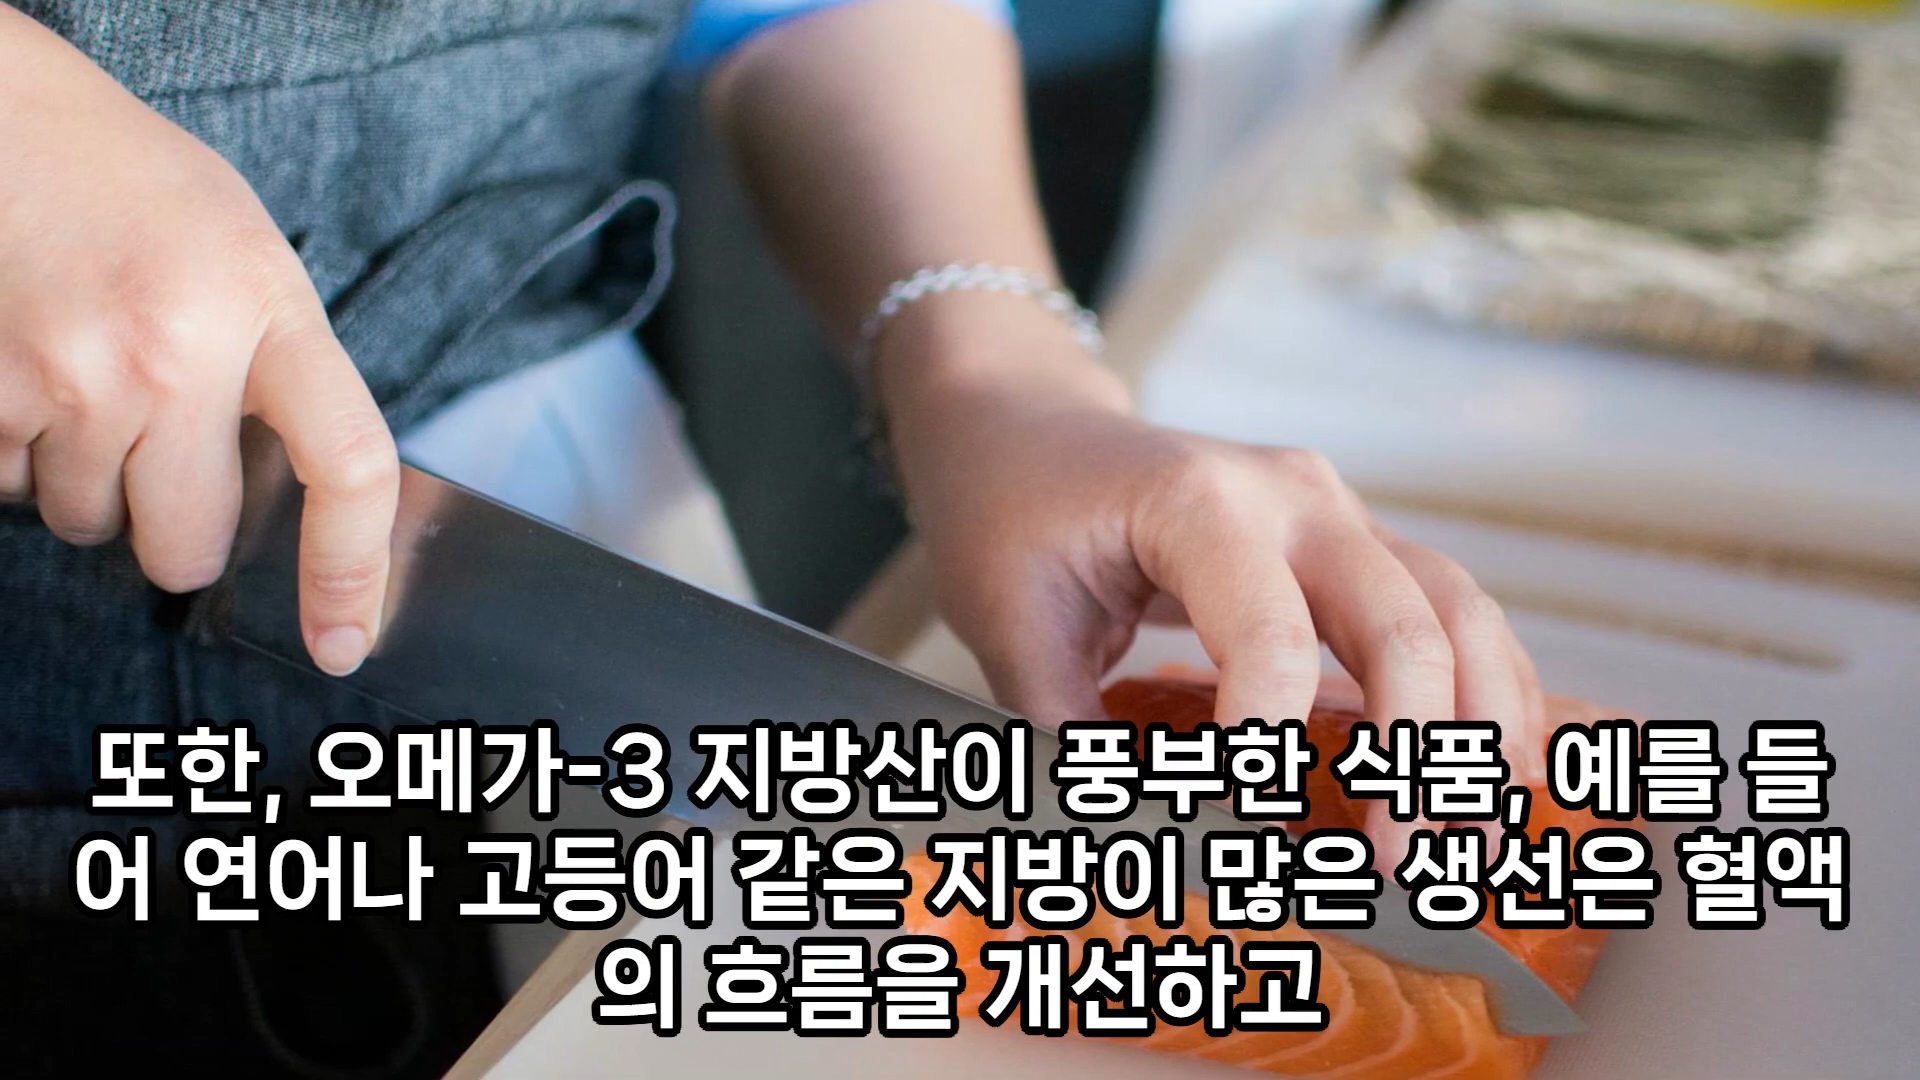 또한, 오메가-3 지방산이 풍부한 식품, 예를 들
어 연어나 고등어 같은 지방이 많은 생선은 혈액
의 흐름을 개선하고